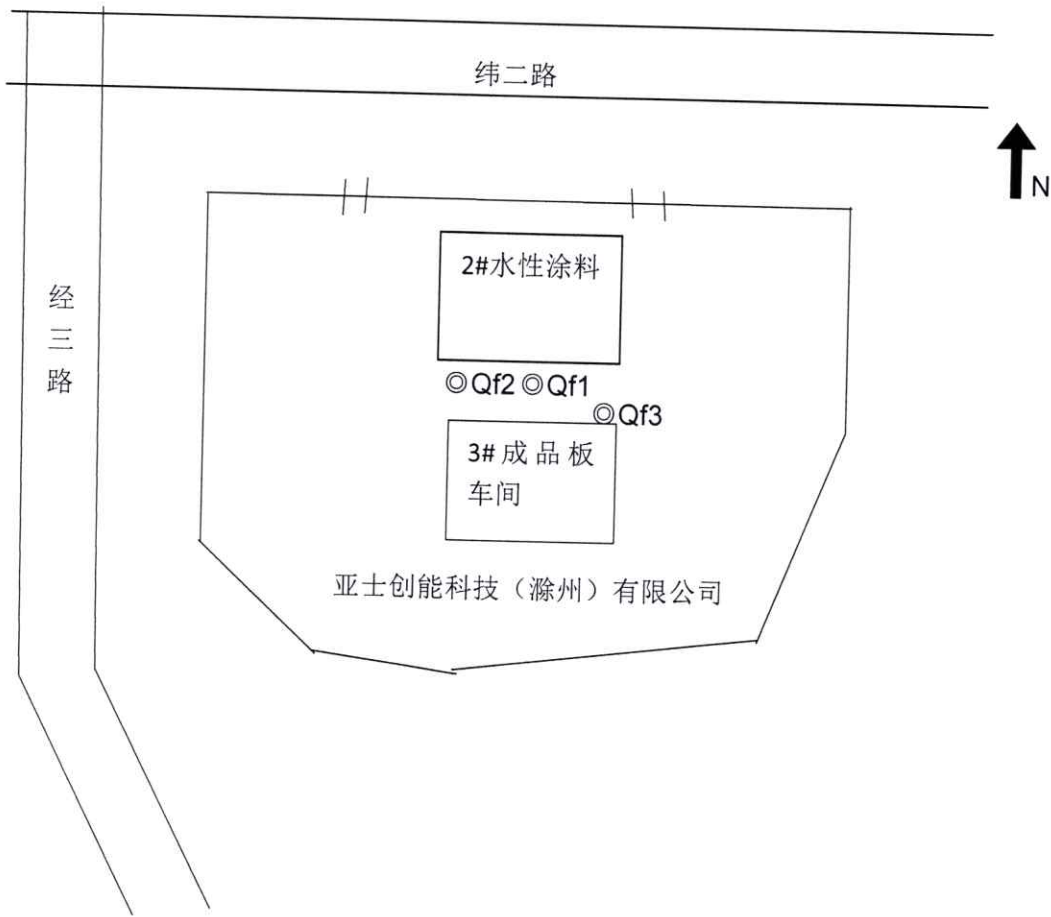 纬二路
N
2#水性涂料
经
三
路
◎Qf2 ◎Qf1
◎Qf3
3#成品板
车间
亚士创能科技（滁州）有限公司